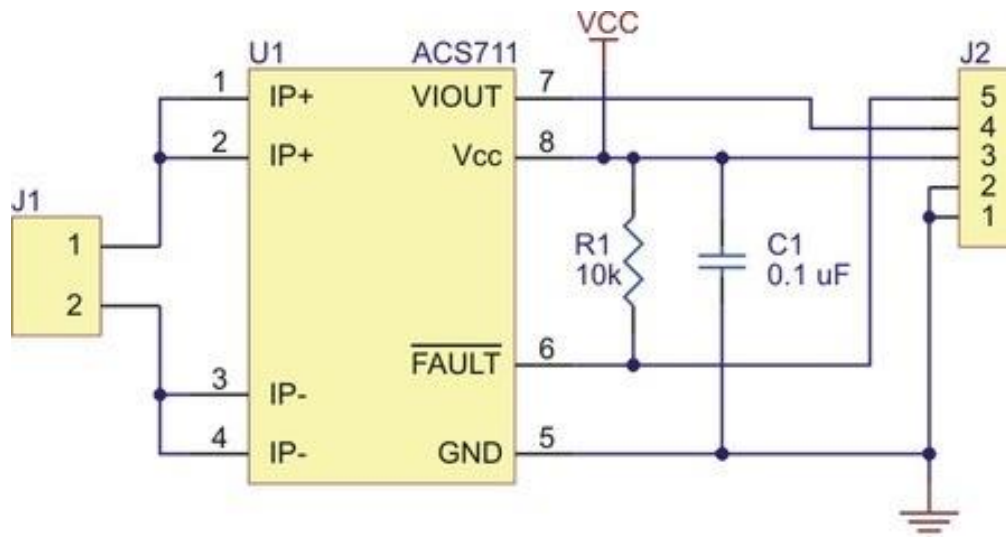 VCC
U1 ACS711 J2
1 IP+ VIOUT 7 5
4
2 IP+ Vcc 8 3
2
J1 1
1 R1 C1
10k 0.1 uF
2
FAULT 6
3 IP-
4 IP- GND 5